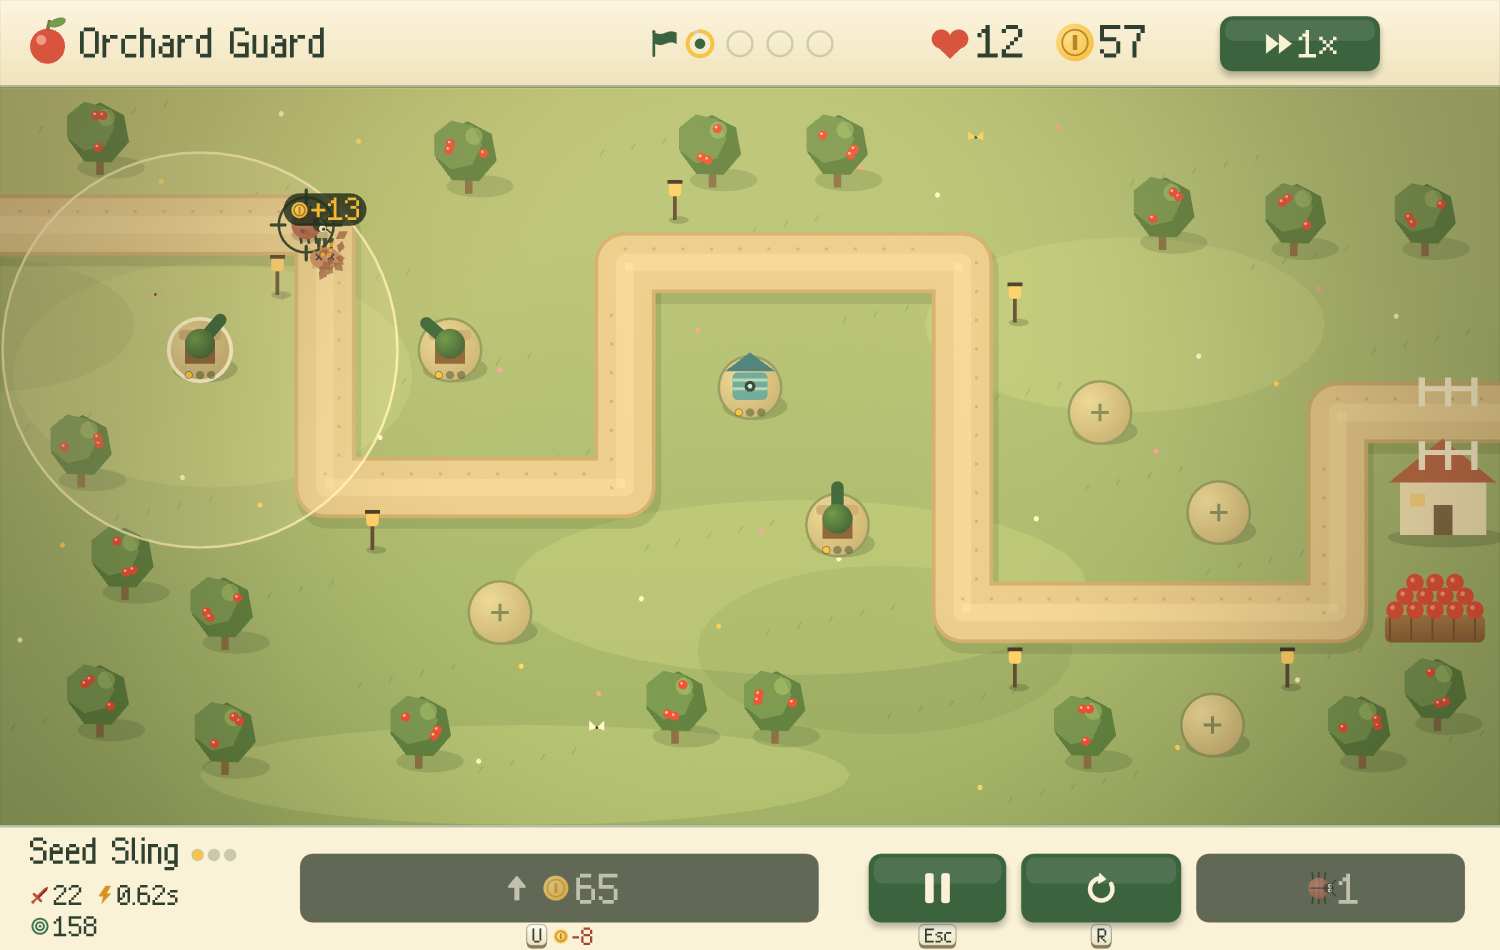 Orchard Guard
12
57
1x
+13
Seed Sling
22 0.62s
158
65
U -8
Esc
R
1